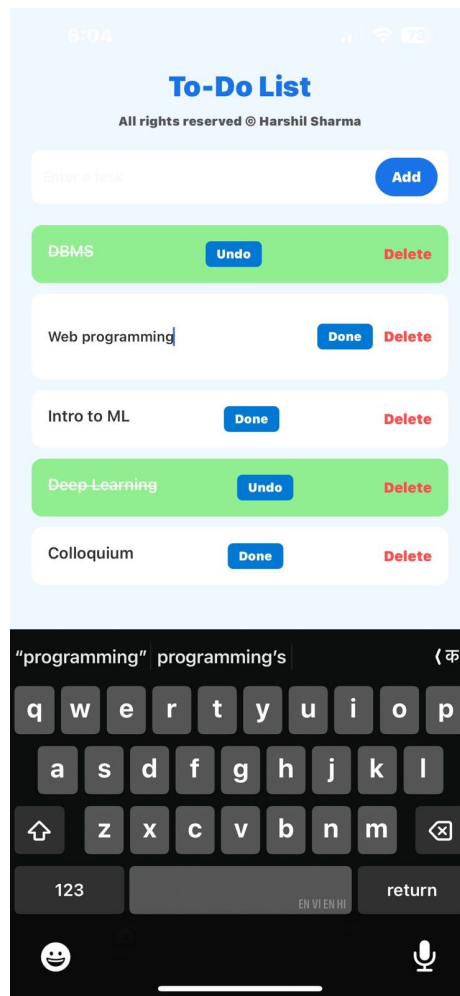 6:04 73
To-Do List
All rights reserved © Harshil Sharma
Enter a task Add
DBMS Undo Delete
Web programming Done Delete
Intro to ML Done Delete
Deep Learning Undo Delete
Colloquium Done Delete
“programming” programming's ⟨ क
q w e r t y u i o p
a s d f g h j k l
z x c v b n m
123 EN VI EN HI return